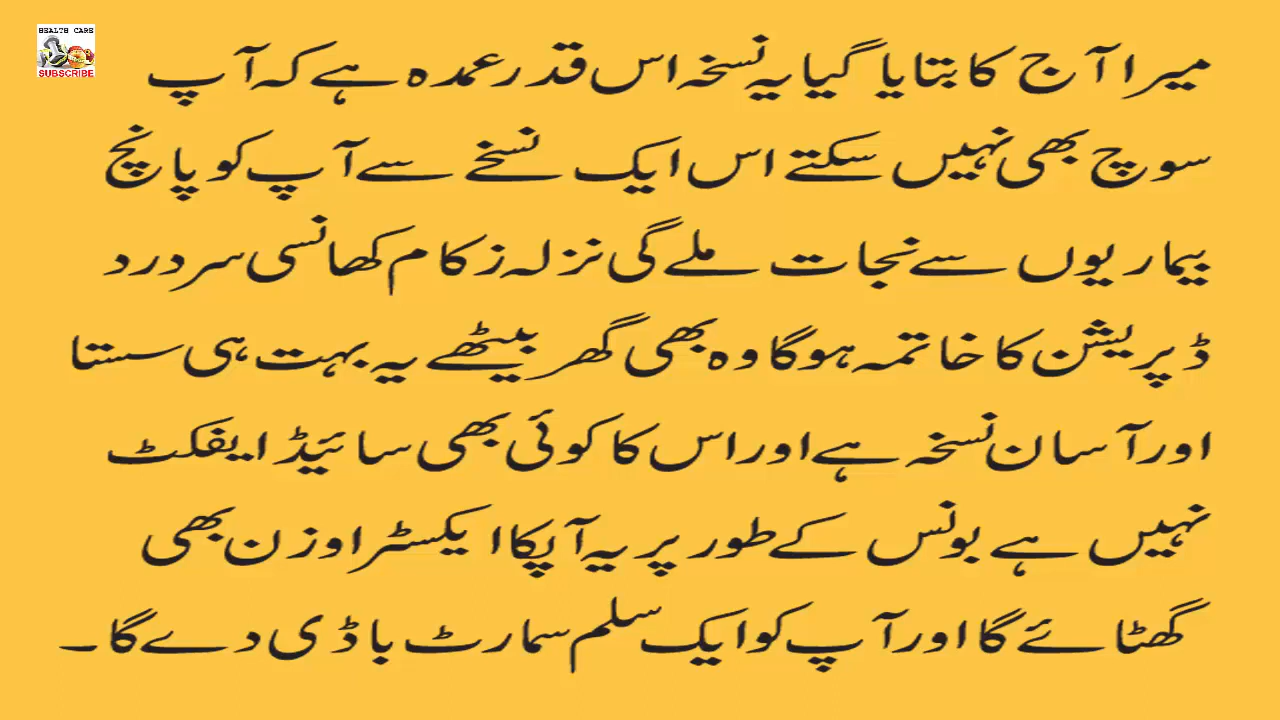 HEALTH CARE
SUBSCRIBE
میرا آج کا بتایا گیا یہ نسخہ اس قدر عمدہ ہے کہ آپ
سوچ بھی نہیں سکتے اس ایک نسخے سے آپ کو پانچ
بیماریوں سے نجات ملے گی نزلہ زکام کھانسی سر درد
ڈپریشن کا خاتمہ ہوگا وہ بھی گھر بیٹھے یہ بہت ہی سستا
اور آسان نسخہ ہے اور اس کا کوئی بھی سائیڈ ایفکٹ
نہیں ہے بونس کے طور پر یہ آپکا ایکسٹرا وزن بھی
گھٹائے گا اور آپ کو ایک سلم سمارٹ باڈی دے گا۔